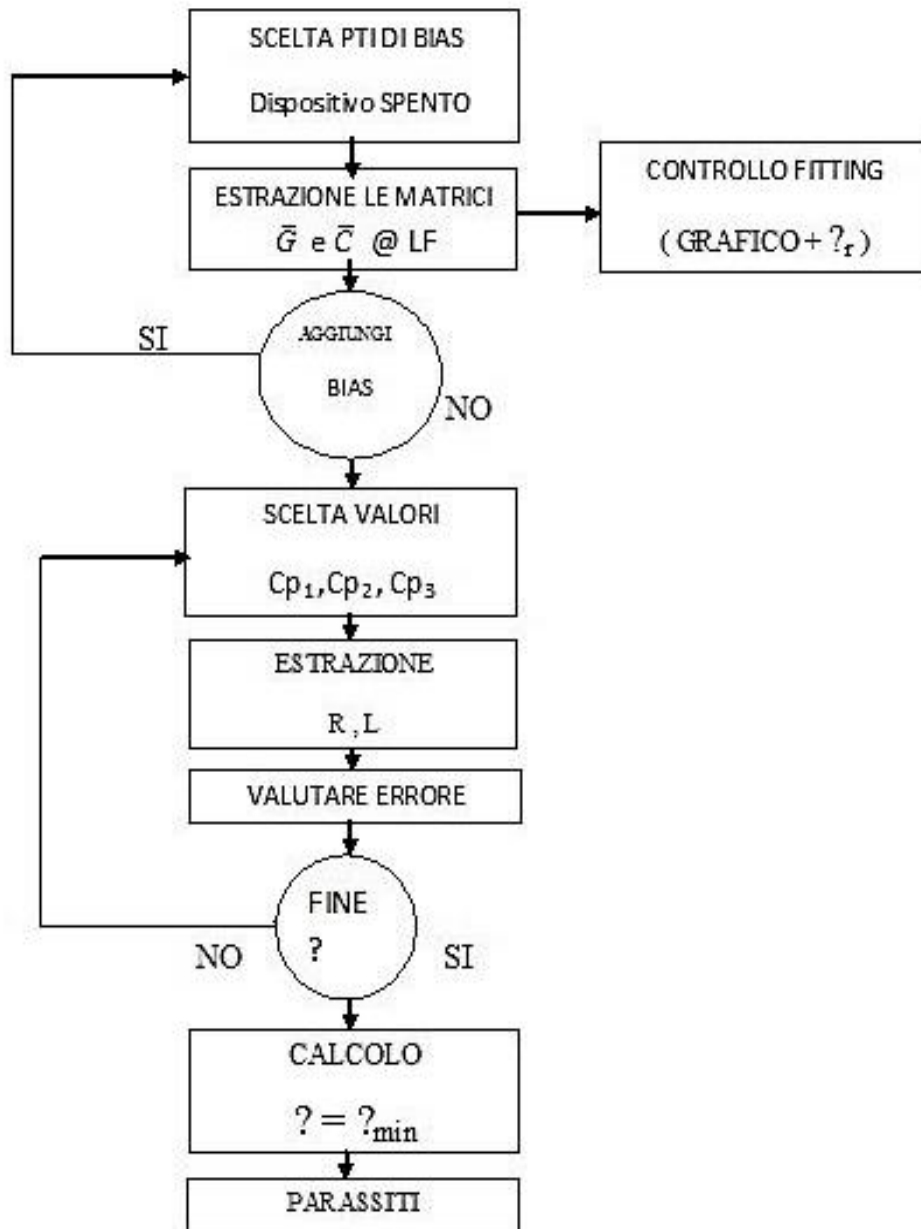 SCELTA PTI DI BIAS
Dispositivo SPENTO
ESTRAZIONE LE MATRICI
G̅ e C̅ @ LF
CONTROLLO FITTING
( GRAFICO + ?r )
AGGIUNGI
BIAS
SI
NO
SCELTA VALORI
Cp₁,Cp₂, Cp₃
ESTRAZIONE
R , L
VALUTARE ERRORE
FINE
?
NO
SI
CALCOLO
? = ?min
PARASSITI